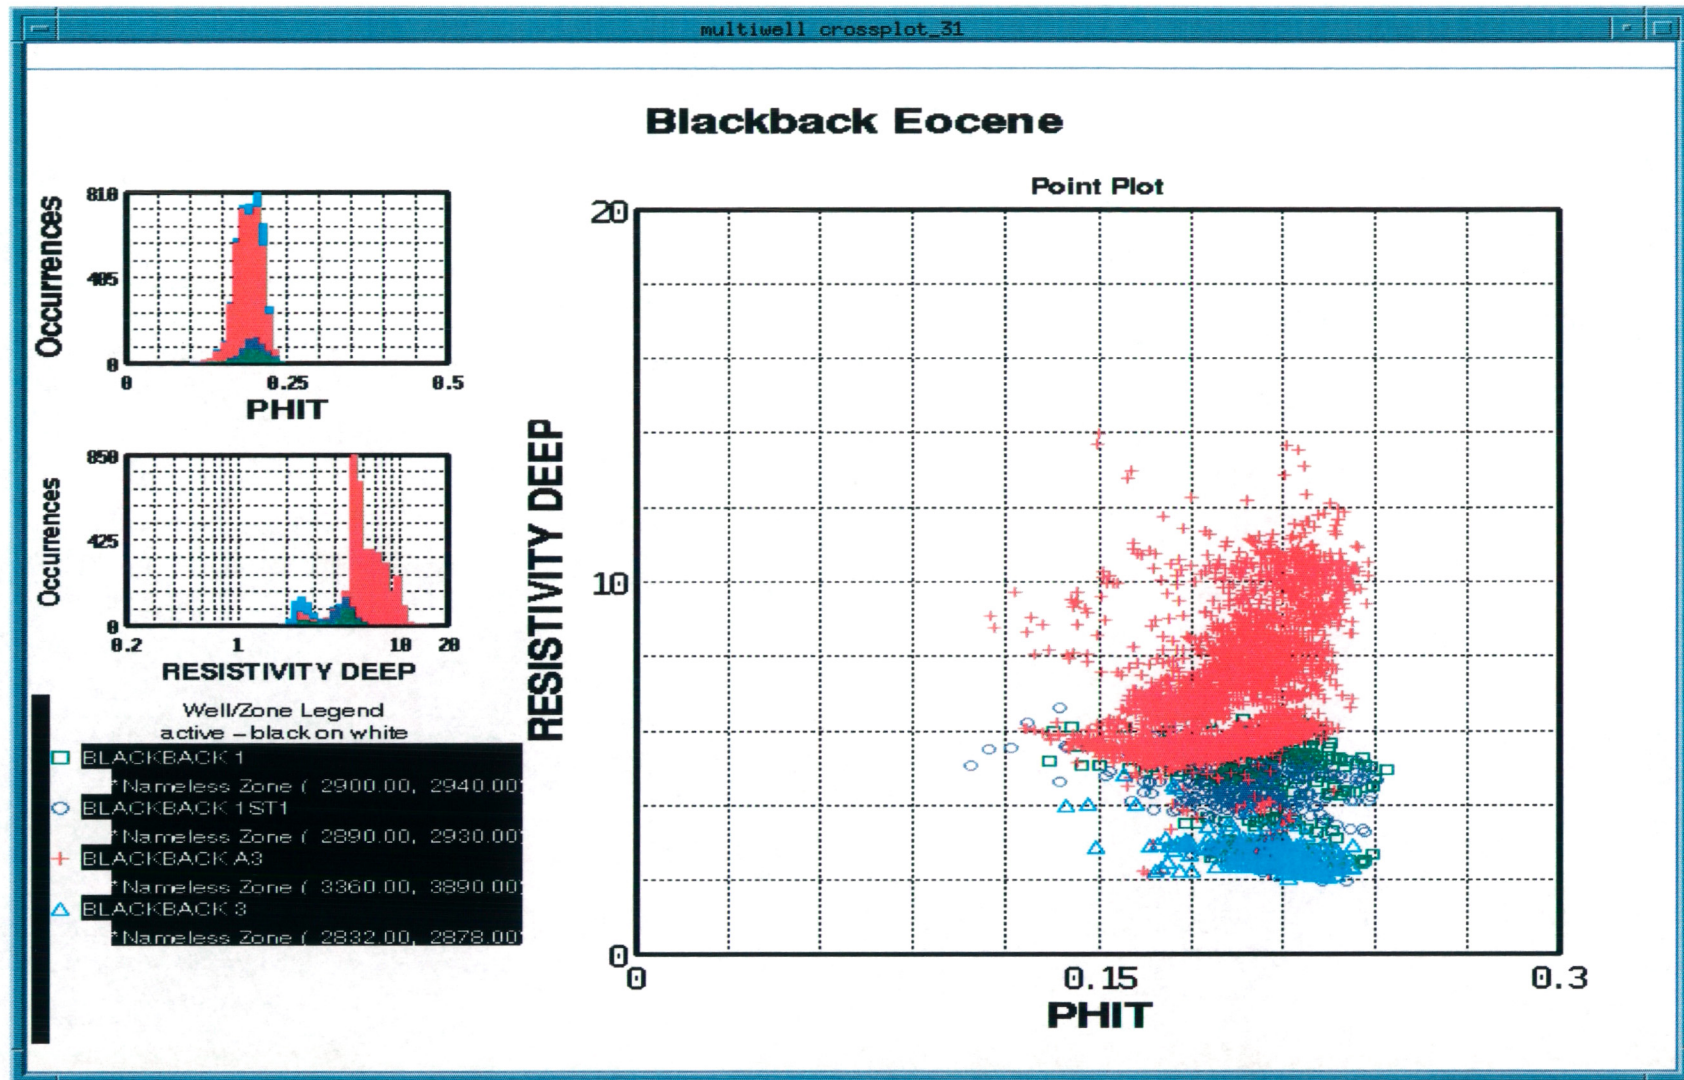 multiwell crossplot_31
Blackback Eocene
810
405
0
Occurrences
0 0.25 0.5
PHIT
850
425
0
Occurrences
0.2 1 10 20
RESISTIVITY DEEP
Well/Zone Legend
active – black on white
BLACKBACK 1
*Nameless Zone ( 2900.00, 2940.00)
BLACKBACK 1ST1
*Nameless Zone ( 2890.00, 2930.00)
BLACKBACK A3
*Nameless Zone ( 3360.00, 3890.00)
BLACKBACK 3
*Nameless Zone ( 2832.00, 2878.00)
Point Plot
20
10
0
RESISTIVITY DEEP
0 0.15 0.3
PHIT